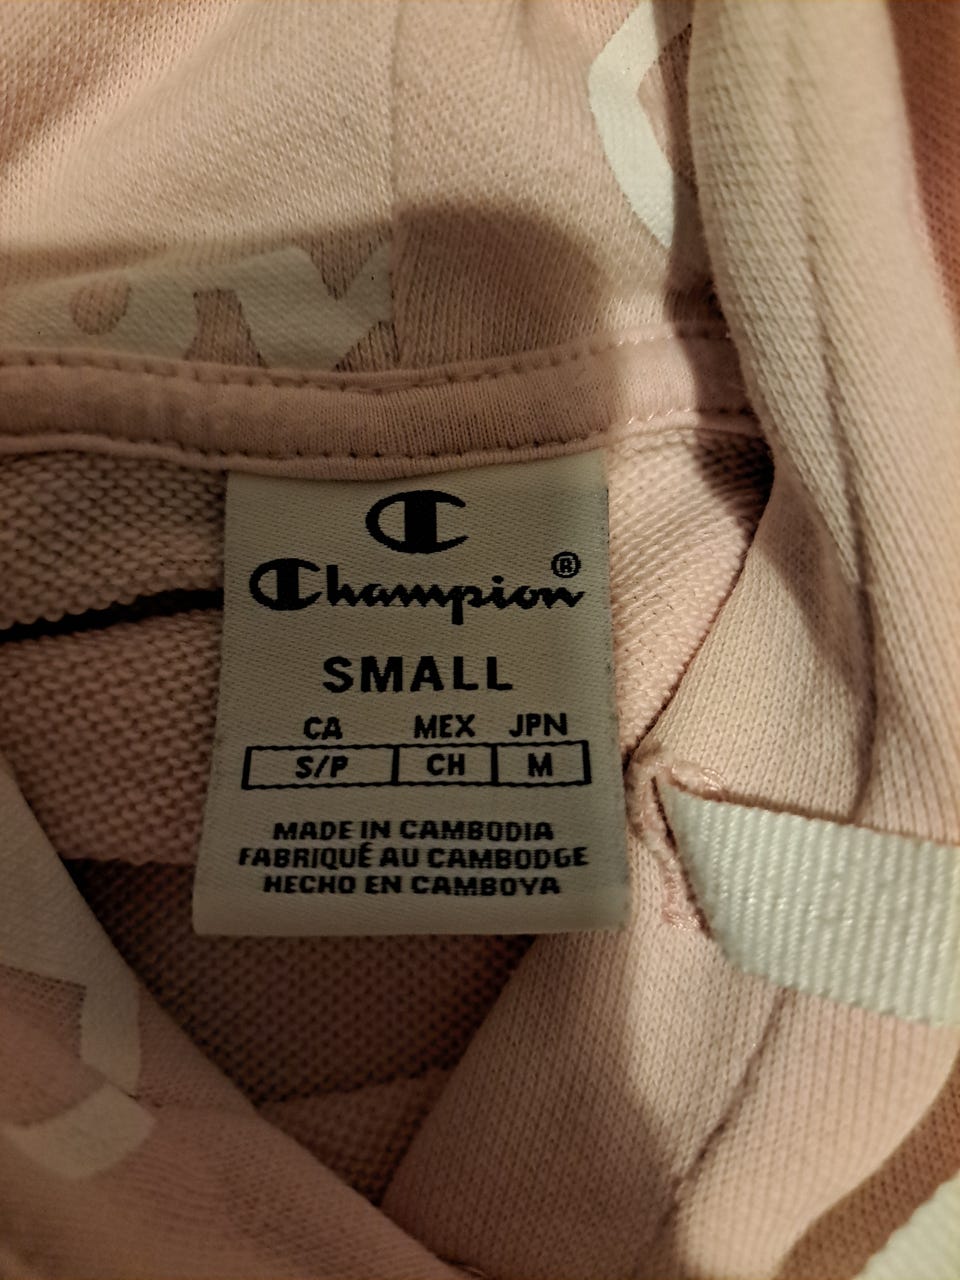 C
Champion®
SMALL
CA MEX JPN
S/P CH M
MADE IN CAMBODIA
FABRIQUÉ AU CAMBODGE
HECHO EN CAMBOYA